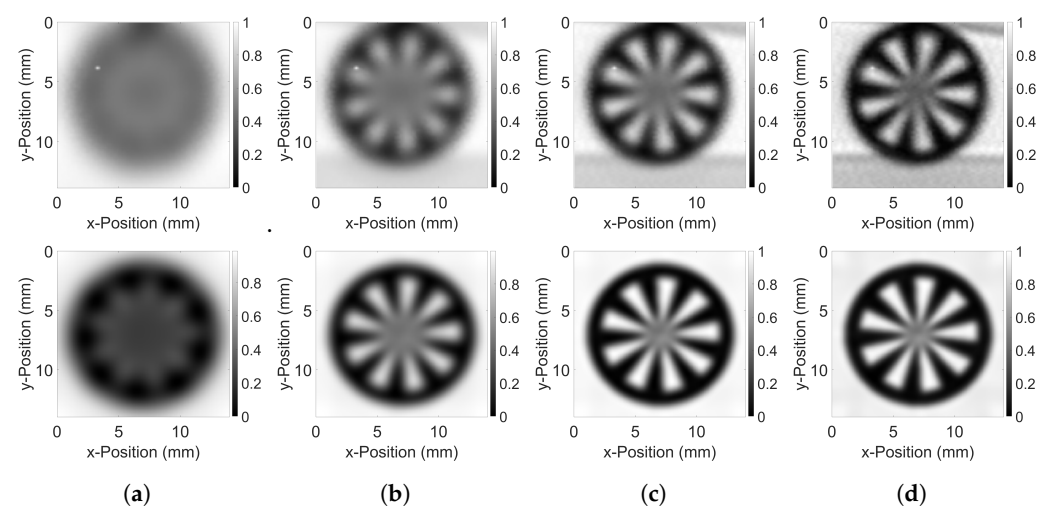 0 1 0 1 0 1 0 1
0.8 0.8 0.8 0.8
y-Position (mm) 5 0.6 y-Position (mm) 5 0.6 y-Position (mm) 5 0.6 y-Position (mm) 5 0.6
0.4 0.4 0.4 0.4
10 10 10 10
0.2 0.2 0.2 0.2
0 0 0 0
0 5 10 0 5 10 0 5 10 0 5 10
x-Position (mm) x-Position (mm) x-Position (mm) x-Position (mm)
.
0 0 0 1 0 1
0.8 0.8 0.8 0.8
y-Position (mm) 5 0.6 y-Position (mm) 5 0.6 y-Position (mm) 5 0.6 y-Position (mm) 5 0.6
0.4 0.4 0.4 0.4
10 10 10 10
0.2 0.2 0.2 0.2
0 0 0 0
0 5 10 0 5 10 0 5 10 0 5 10
x-Position (mm) x-Position (mm) x-Position (mm) x-Position (mm)
(a) (b) (c) (d)